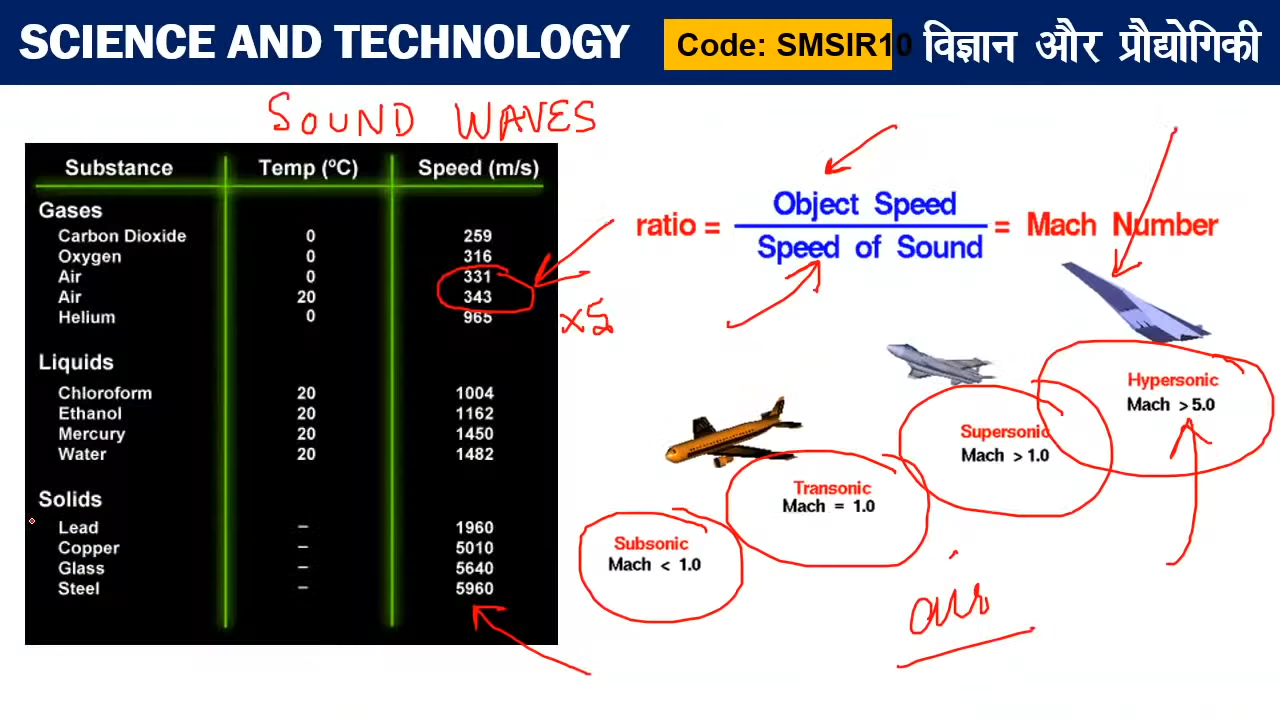 SCIENCE AND TECHNOLOGY
Code: SMSIR10
विज्ञान और प्रौद्योगिकी
SOUND WAVES
Substance Temp (ºC) Speed (m/s)
Gases
Carbon Dioxide 0 259
Oxygen 0 316
Air 0 331
Air 20 343
Helium 0 965
Liquids
Chloroform 20 1004
Ethanol 20 1162
Mercury 20 1450
Water 20 1482
Solids
Lead – 1960
Copper – 5010
Glass – 5640
Steel – 5960
x5
Object Speed
ratio = = Mach Number
Speed of Sound
Hypersonic
Mach > 5.0
Supersonic
Mach > 1.0
Transonic
Mach = 1.0
Subsonic
Mach < 1.0
air